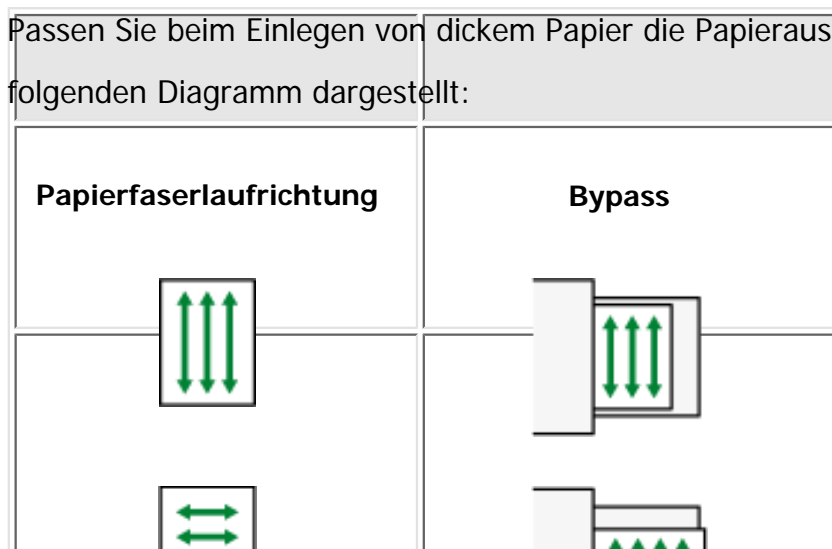 Passen Sie beim Einlegen von dickem Papier die Papieraus
folgenden Diagramm dargestellt:
Papierfaserlaufrichtung
Bypass